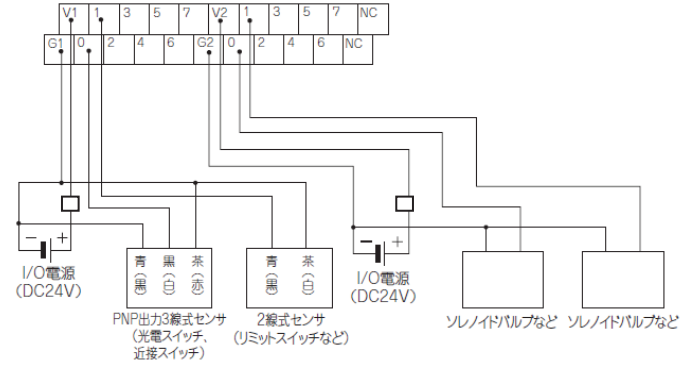 V1 1 3 5 7 V2 1 3 5 7 NC
G1 0 2 4 6 G2 0 2 4 6 NC
− +
I/O電源
(DC24V)
青(黒) 黒(白) 茶(赤)
PNP出力3線式センサ
(光電スイッチ、
近接スイッチ)
青(黒) 茶(白)
2線式センサ
(リミットスイッチなど)
− +
I/O電源
(DC24V)
ソレノイドバルブなど
ソレノイドバルブなど